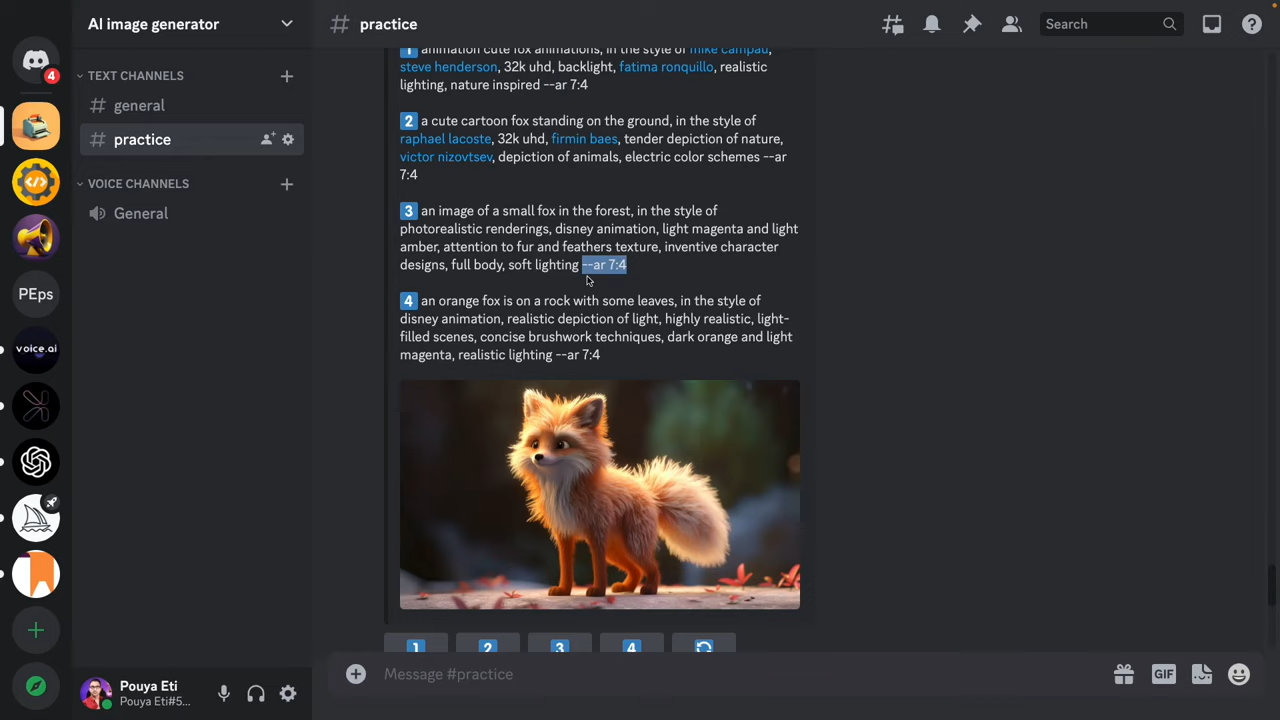 AI image generator
practice
Search
4
TEXT CHANNELS
general
practice
VOICE CHANNELS
General
PEps
voice.ai
1 animation cute fox animations, in the style of mike campau,
steve henderson, 32k uhd, backlight, fatima ronquillo, realistic
lighting, nature inspired --ar 7:4
2 a cute cartoon fox standing on the ground, in the style of
raphael lacoste, 32k uhd, firmin baes, tender depiction of nature,
victor nizovtsev, depiction of animals, electric color schemes --ar
7:4
3 an image of a small fox in the forest, in the style of
photorealistic renderings, disney animation, light magenta and light
amber, attention to fur and feathers texture, inventive character
designs, full body, soft lighting --ar 7:4
4 an orange fox is on a rock with some leaves, in the style of
disney animation, realistic depiction of light, highly realistic, light-
filled scenes, concise brushwork techniques, dark orange and light
magenta, realistic lighting --ar 7:4
1 2 3 4
Message #practice
GIF
Pouya Eti
Pouya Eti#5...